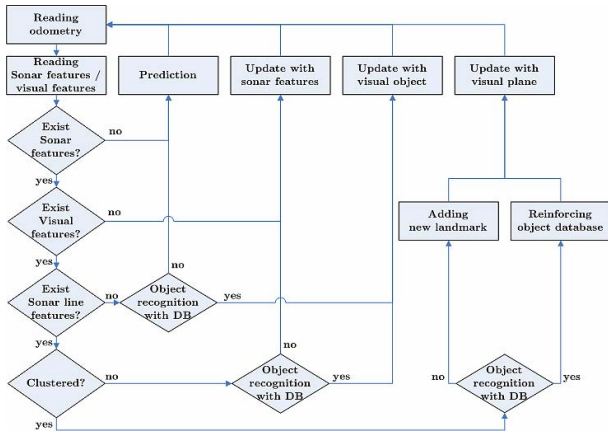 Reading
odometry
Reading
Sonar features /
visual features
Prediction
Update with
sonar features
Update with
visual object
Update with
visual plane
Exist
Sonar
features?
no
yes
Exist
Visual
features?
no
yes
Adding
new landmark
Reinforcing
object database
Exist
Sonar line
features?
no
yes
no
Object
recognition
with DB
yes
Clustered?
no
yes
no
Object
recognition
with DB
yes
no
Object
recognition
with DB
yes